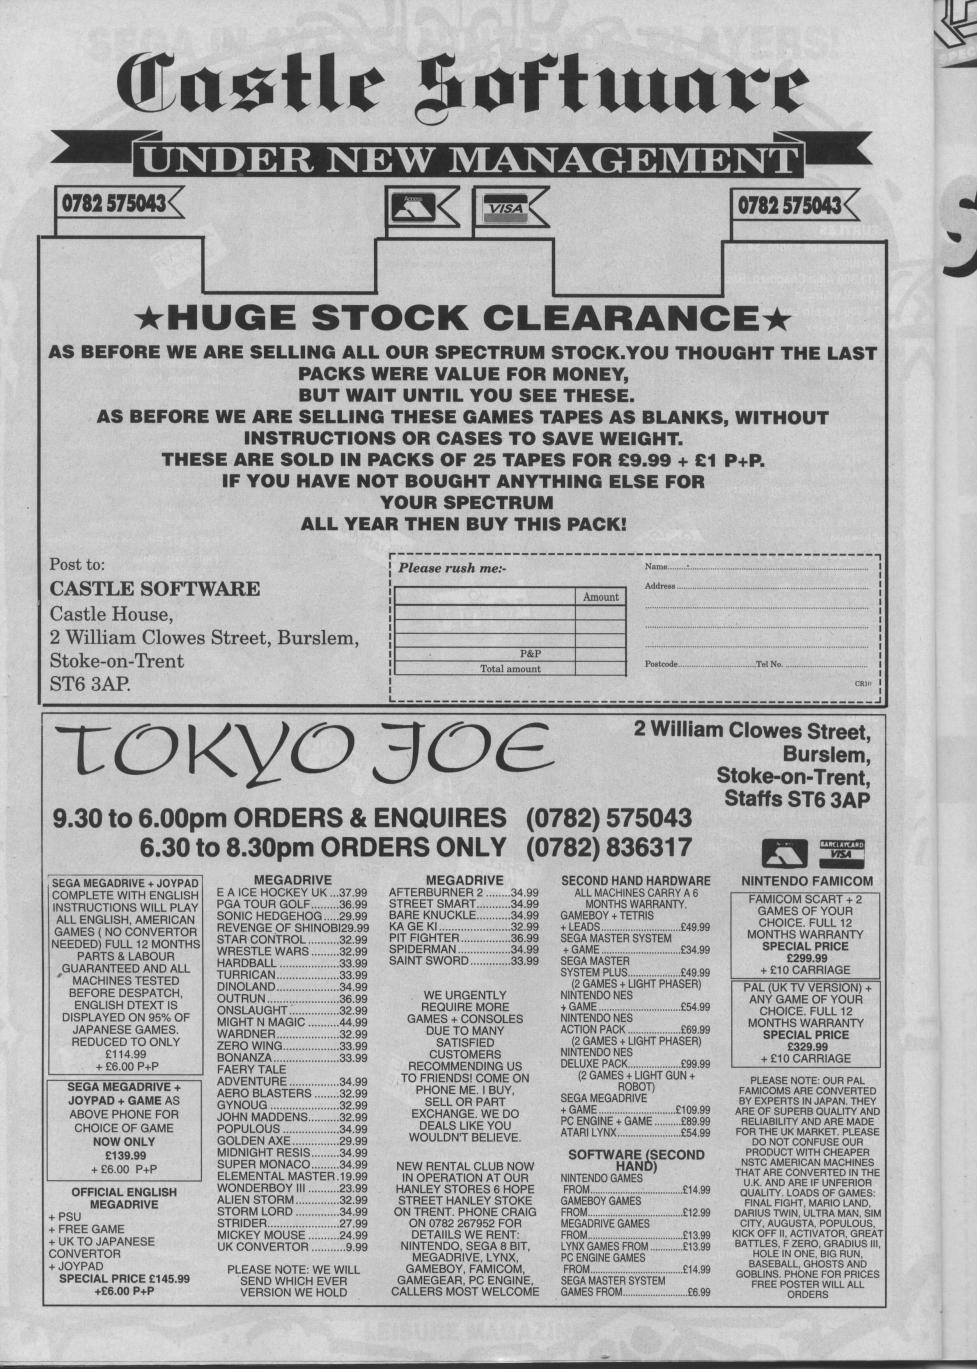 Castle Software
UNDER NEW MANAGEMENT
0782 575043
VISA
0782 575043
★HUGE STOCK CLEARANCE★
AS BEFORE WE ARE SELLING ALL OUR SPECTRUM STOCK.YOU THOUGHT THE LAST
PACKS WERE VALUE FOR MONEY,
BUT WAIT UNTIL YOU SEE THESE.
AS BEFORE WE ARE SELLING THESE GAMES TAPES AS BLANKS, WITHOUT
INSTRUCTIONS OR CASES TO SAVE WEIGHT.
THESE ARE SOLD IN PACKS OF 25 TAPES FOR £9.99 + £1 P+P.
IF YOU HAVE NOT BOUGHT ANYTHING ELSE FOR
YOUR SPECTRUM
ALL YEAR THEN BUY THIS PACK!
Post to:
CASTLE SOFTWARE
Castle House,
2 William Clowes Street, Burslem,
Stoke-on-Trent
ST6 3AP.
Please rush me:-
Amount
P&P
Total amount
Name
Address
Postcode Tel No.
CR10
TOKYO JOE
2 William Clowes Street,
Burslem,
Stoke-on-Trent,
Staffs ST6 3AP
9.30 to 6.00pm ORDERS & ENQUIRES (0782) 575043
6.30 to 8.30pm ORDERS ONLY (0782) 836317
BARCLAYCARD
VISA
SEGA MEGADRIVE + JOYPAD
COMPLETE WITH ENGLISH
INSTRUCTIONS WILL PLAY
ALL ENGLISH, AMERICAN
GAMES ( NO CONVERTOR
NEEDED) FULL 12 MONTHS
PARTS & LABOUR
GUARANTEED AND ALL
MACHINES TESTED
BEFORE DESPATCH,
ENGLISH DTEXT IS
DISPLAYED ON 95% OF
JAPANESE GAMES.
REDUCED TO ONLY
£114.99
+ £6.00 P+P
SEGA MEGADRIVE +
JOYPAD + GAME AS
ABOVE PHONE FOR
CHOICE OF GAME
NOW ONLY
£139.99
+ £6.00 P+P
OFFICIAL ENGLISH
MEGADRIVE
+ PSU
+ FREE GAME
+ UK TO JAPANESE
CONVERTOR
+ JOYPAD
SPECIAL PRICE £145.99
+£6.00 P+P
MEGADRIVE
E A ICE HOCKEY UK ...37.99
PGA TOUR GOLF........36.99
SONIC HEDGEHOG....29.99
REVENGE OF SHINOBI29.99
STAR CONTROL.........32.99
WRESTLE WARS.........32.99
HARDBALL.................33.99
TURRICAN..................33.99
DINOLAND.................34.99
OUTRUN....................36.99
ONSLAUGHT..............32.99
MIGHT N MAGIC ........44.99
WARDNER.................32.99
ZERO WING................33.99
BONANZA..................33.99
FAERY TALE
ADVENTURE..............34.99
AERO BLASTERS .......32.99
GYNOUG...................32.99
JOHN MADDENS........32.99
POPULOUS................34.99
GOLDEN AXE.............29.99
MIDNIGHT RESIS........34.99
SUPER MONACO........34.99
ELEMENTAL MASTER.19.99
WONDERBOY III ........23.99
ALIEN STORM............32.99
STORM LORD ............34.99
STRIDER....................27.99
MICKEY MOUSE .........24.99
UK CONVERTOR ..........9.99
PLEASE NOTE: WE WILL
SEND WHICH EVER
VERSION WE HOLD
MEGADRIVE
AFTERBURNER 2 ........34.99
STREET SMART..........34.99
BARE KNUCKLE..........34.99
KA GE KI...................32.99
PIT FIGHTER..............36.99
SPIDERMAN...............34.99
SAINT SWORD...........33.99
WE URGENTLY
REQUIRE MORE
GAMES + CONSOLES
DUE TO MANY
SATISFIED
CUSTOMERS
RECOMMENDING US
TO FRIENDS! COME ON
PHONE ME. I BUY,
SELL OR PART
EXCHANGE. WE DO
DEALS LIKE YOU
WOULDN'T BELIEVE.
NEW RENTAL CLUB NOW
IN OPERATION AT OUR
HANLEY STORES 6 HOPE
STREET HANLEY STOKE
ON TRENT. PHONE CRAIG
ON 0782 267952 FOR
DETAILS WE RENT:
NINTENDO, SEGA 8 BIT,
MEGADRIVE, LYNX,
GAMEBOY, FAMICOM,
GAMEGEAR, PC ENGINE,
CALLERS MOST WELCOME
SECOND HAND HARDWARE
ALL MACHINES CARRY A 6
MONTHS WARRANTY.
GAMEBOY + TETRIS
+ LEADS..........................£49.99
SEGA MASTER SYSTEM
+ GAME..........................£34.99
SEGA MASTER
SYSTEM PLUS..................£49.99
(2 GAMES + LIGHT PHASER)
NINTENDO NES
+ GAME..........................£54.99
NINTENDO NES
ACTION PACK ..................£69.99
(2 GAMES + LIGHT PHASER)
NINTENDO NES
DELUXE PACK..................£99.99
(2 GAMES + LIGHT GUN +
ROBOT)
SEGA MEGADRIVE
+ GAME.........................£109.99
PC ENGINE + GAME .........£89.99
ATARI LYNX.....................£54.99
SOFTWARE (SECOND
HAND)
NINTENDO GAMES
FROM............................£14.99
GAMEBOY GAMES
FROM............................£12.99
MEGADRIVE GAMES
FROM............................£13.99
LYNX GAMES FROM ...........£13.99
PC ENGINE GAMES
FROM............................£14.99
SEGA MASTER SYSTEM
GAMES FROM....................£6.99
NINTENDO FAMICOM
FAMICOM SCART + 2
GAMES OF YOUR
CHOICE. FULL 12
MONTHS WARRANTY
SPECIAL PRICE
£299.99
+ £10 CARRIAGE
PAL (UK TV VERSION) +
ANY GAME OF YOUR
CHOICE. FULL 12
MONTHS WARRANTY
SPECIAL PRICE
£329.99
+ £10 CARRIAGE
PLEASE NOTE: OUR PAL
FAMICOMS ARE CONVERTED
BY EXPERTS IN JAPAN. THEY
ARE OF SUPERB QUALITY AND
RELIABILITY AND ARE MADE
FOR THE UK MARKET. PLEASE
DO NOT CONFUSE OUR
PRODUCT WITH CHEAPER
NSTC AMERICAN MACHINES
THAT ARE CONVERTED IN THE
U.K. AND ARE IF UNFERIOR
QUALITY. LOADS OF GAMES:
FINAL FIGHT, MARIO LAND,
DARIUS TWIN, ULTRA MAN, SIM
CITY, AUGUSTA, POPULOUS,
KICK OFF II, ACTIVATOR, GREAT
BATTLES, F ZERO, GRADIUS III,
HOLE IN ONE, BIG RUN,
BASEBALL, GHOSTS AND
GOBLINS. PHONE FOR PRICES
FREE POSTER WILL ALL
ORDERS